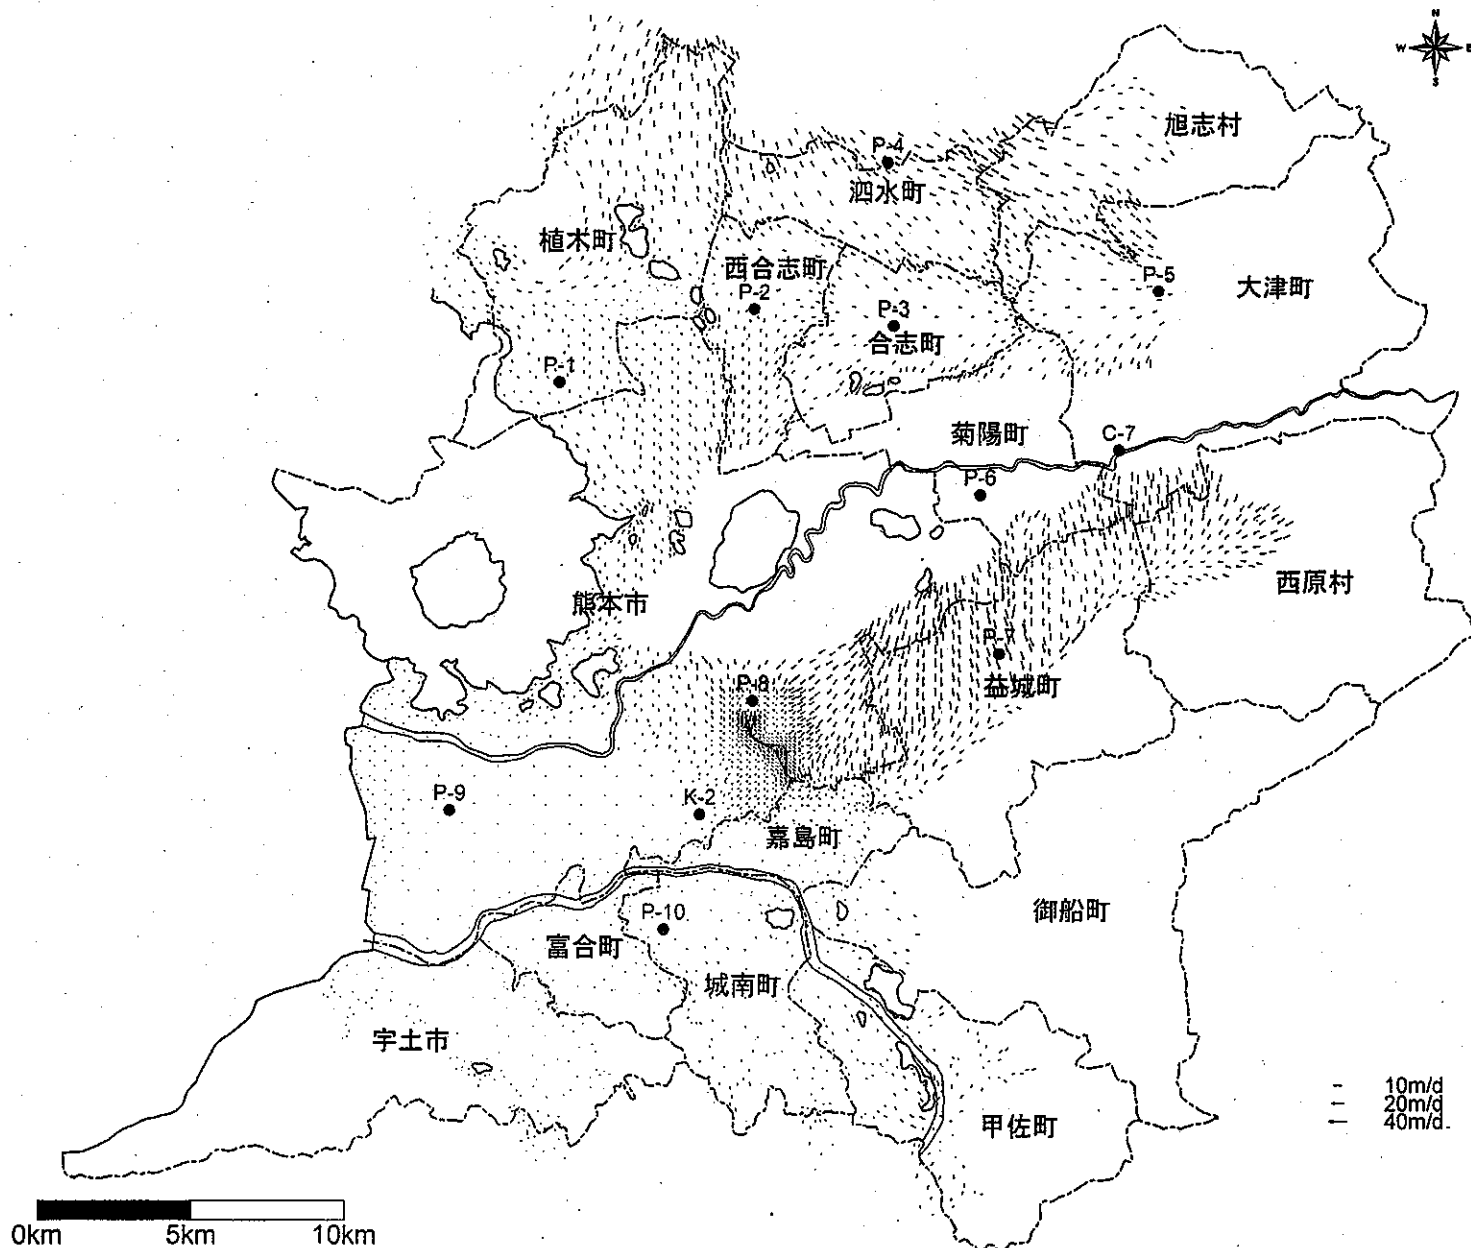 N
W E
S
旭志村
P-4
泗水町
植木町
西合志町
P-2
P-5
大津町
P-3
合志町
P-1
菊陽町
C-7
P-6
西原村
熊本市
P-7
益城町
P-8
P-9
K-2
嘉島町
御船町
P-10
富合町
城南町
宇土市
甲佐町
10m/d
20m/d
40m/d
0km 5km 10km